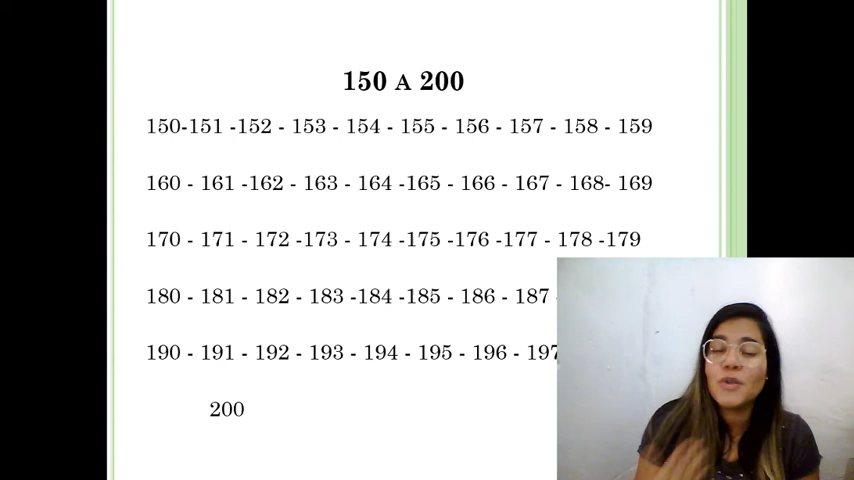 150 A 200
150-151 -152 - 153 - 154 - 155 - 156 - 157 - 158 - 159
160 - 161 -162 - 163 - 164 -165 - 166 - 167 - 168- 169
170 - 171 - 172 -173 - 174 -175 -176 -177 - 178 -179
180 - 181 - 182 - 183 -184 -185 - 186 - 187 -
190 - 191 - 192 - 193 - 194 - 195 - 196 - 197
200